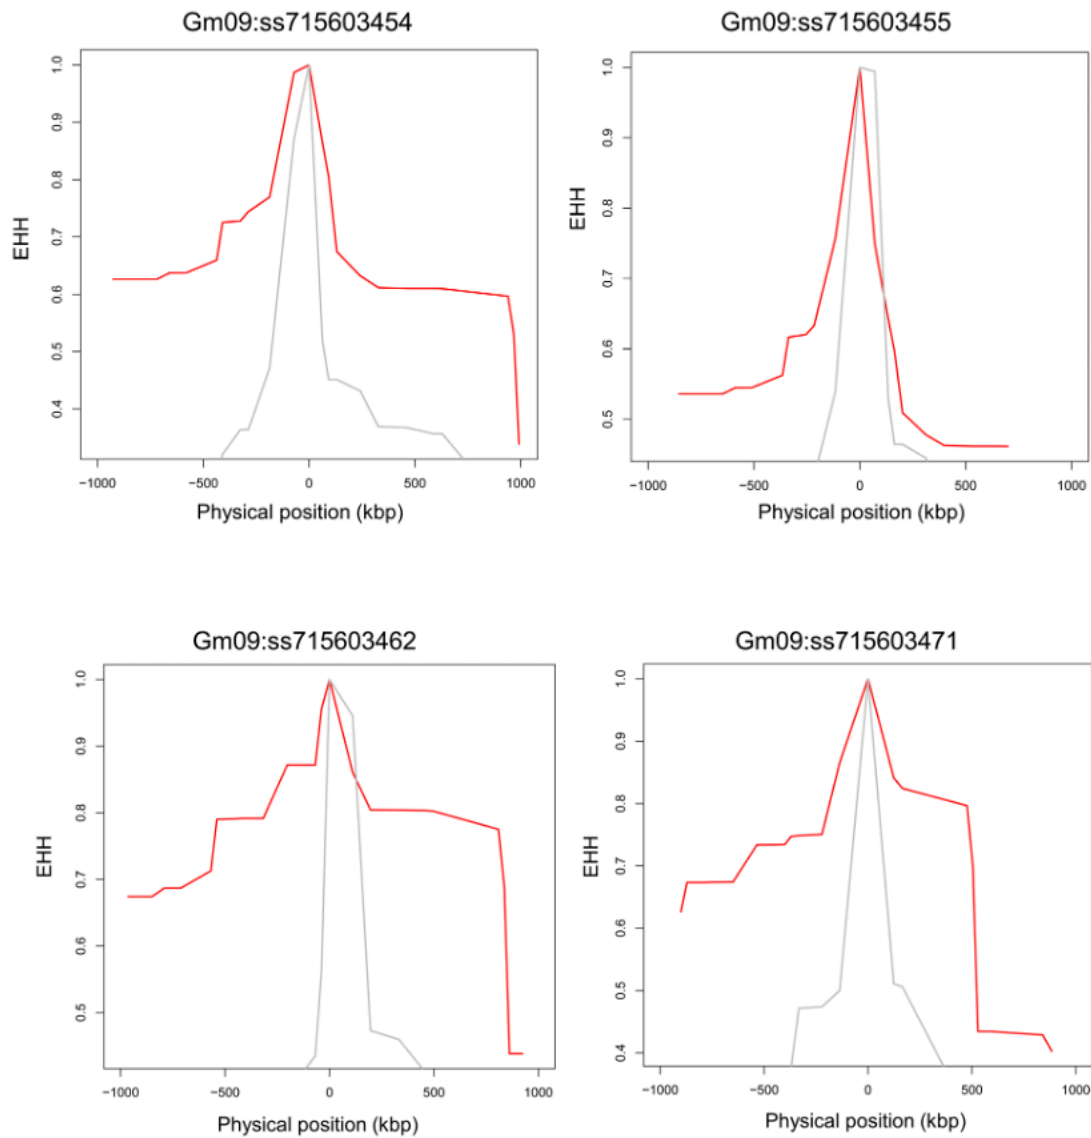 Gm09:ss715603454
1.0
0.9
0.8
0.7
0.6
0.5
0.4
EHH
−1000 −500 0 500 1000
Physical position (kbp)
Gm09:ss715603455
1.0
0.9
0.8
0.7
0.6
0.5
EHH
−1000 −500 0 500 1000
Physical position (kbp)
Gm09:ss715603462
1.0
0.9
0.8
0.7
0.6
0.5
EHH
−1000 −500 0 500 1000
Physical position (kbp)
Gm09:ss715603471
1.0
0.9
0.8
0.7
0.6
0.5
0.4
EHH
−1000 −500 0 500 1000
Physical position (kbp)